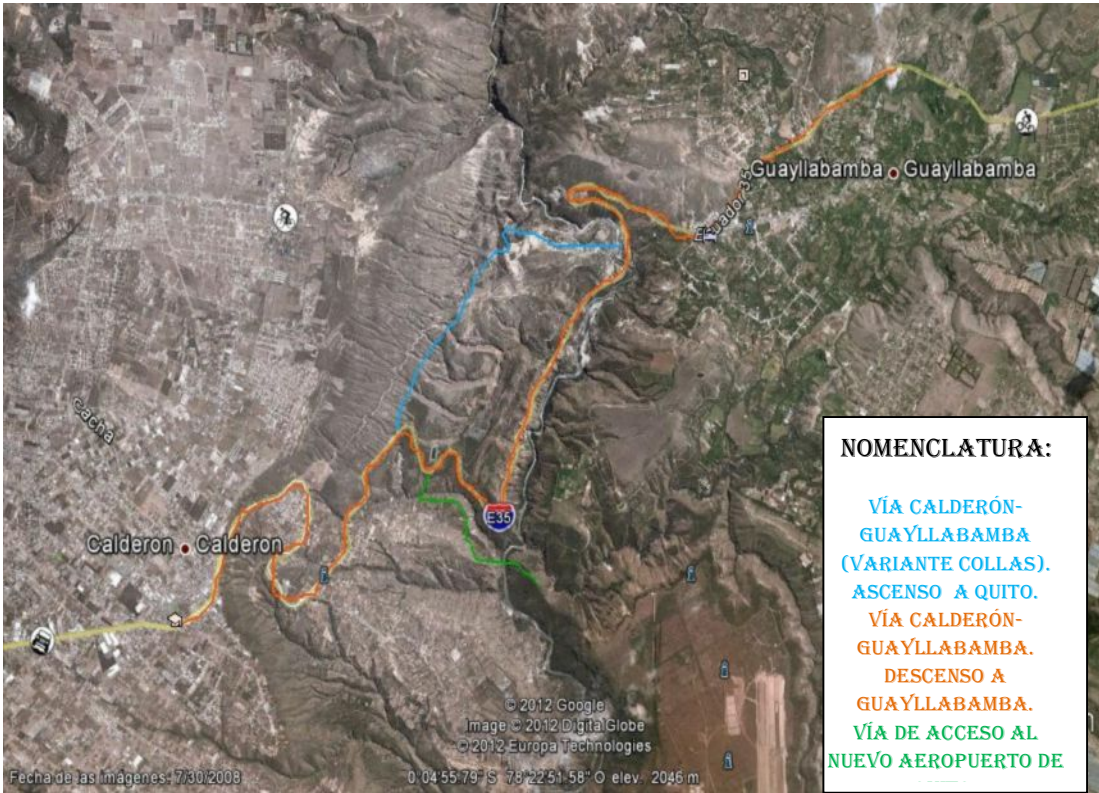 Guayllabamba Guayllabamba
Ecuador 35
cacha
Calderon Calderon
E35
NOMENCLATURA:
VÍA CALDERÓN-
GUAYLLABAMBA
(VARIANTE COLLAS).
ASCENSO A QUITO.
VÍA CALDERÓN-
GUAYLLABAMBA.
DESCENSO A
GUAYLLABAMBA.
VÍA DE ACCESO AL
NUEVO AEROPUERTO DE
© 2012 Google
Image © 2012 DigitalGlobe
© 2012 Europa Technologies
Fecha de las imágenes: 7/30/2008
0°04'55.79" S 78°22'51.58" O elev. 2046 m